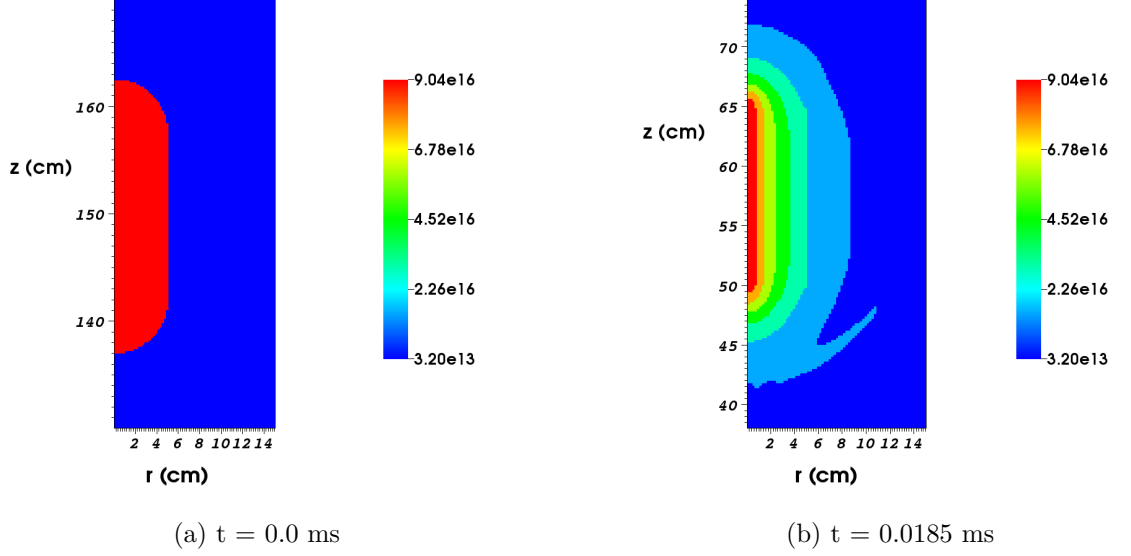 160
150
140
z (cm)
2 4 6 8 10 12 14
r (cm)
9.04e16
6.78e16
4.52e16
2.26e16
3.20e13
(a) t = 0.0 ms
70
65
60
55
50
45
40
z (cm)
2 4 6 8 10 12 14
r (cm)
9.04e16
6.78e16
4.52e16
2.26e16
3.20e13
(b) t = 0.0185 ms